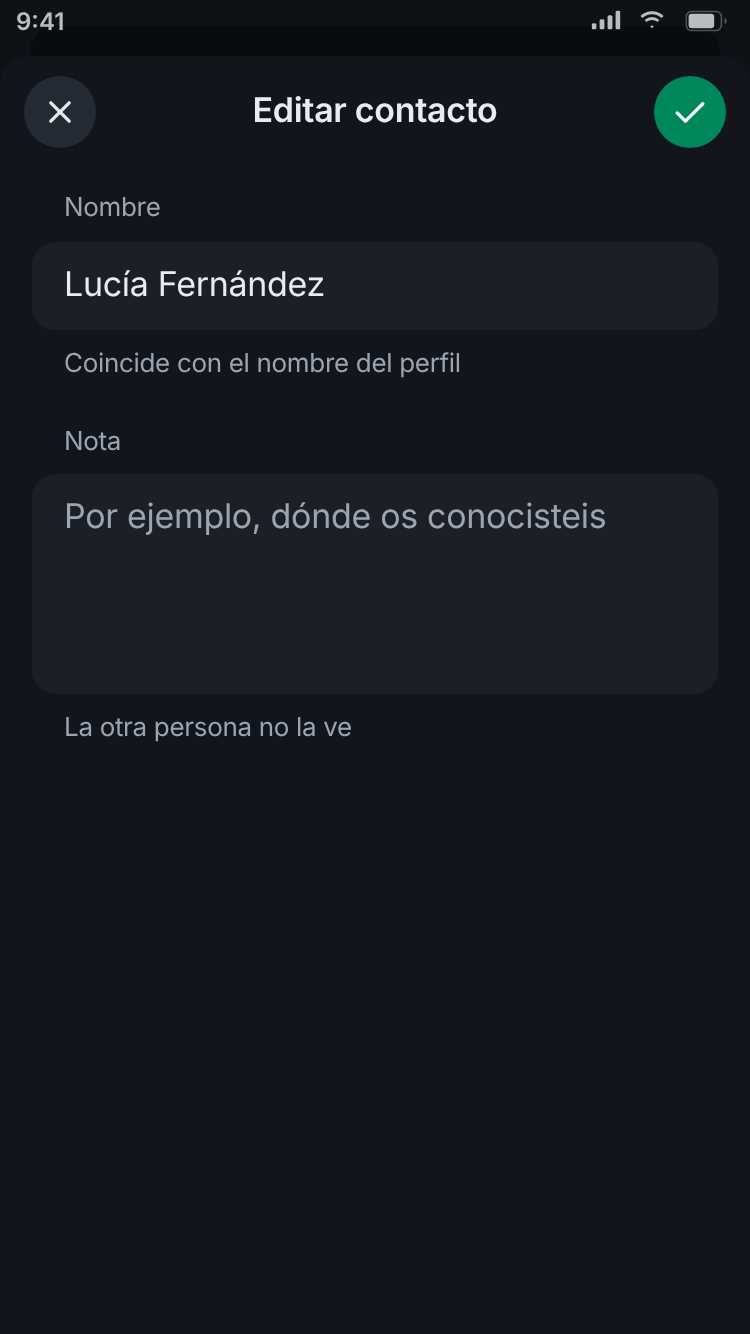 9:41
Editar contacto
Nombre
Lucía Fernández
Coincide con el nombre del perfil
Nota
Por ejemplo, dónde os conocisteis
La otra persona no la ve